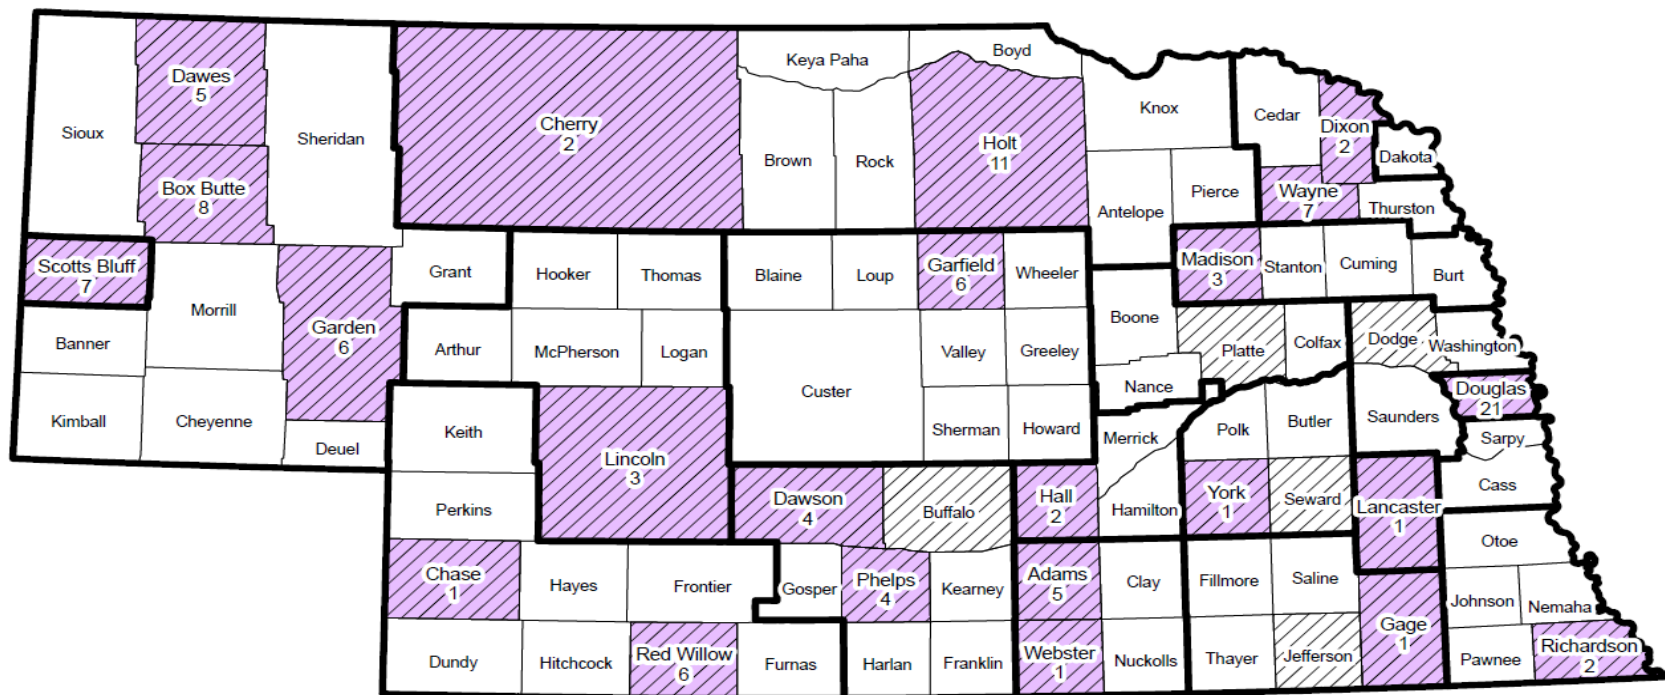 Keya Paha
Boyd
Dawes
5
Sioux
Sheridan
Cherry
2
Knox
Cedar
Dixon
2
Brown
Rock
Holt
11
Dakota
Box Butte
8
Pierce
Wayne
7
Antelope
Thurston
Scotts Bluff
7
Grant
Hooker
Thomas
Blaine
Loup
Garfield
6
Wheeler
Madison
3
Stanton
Cuming
Burt
Morrill
Garden
6
Boone
Banner
Arthur
McPherson
Logan
Valley
Greeley
Platte
Colfax
Dodge
Washington
Custer
Nance
Douglas
21
Kimball
Cheyenne
Deuel
Keith
Sherman
Howard
Merrick
Polk
Butler
Saunders
Sarpy
Lincoln
3
Perkins
Dawson
4
Buffalo
Hall
2
Hamilton
York
1
Seward
Lancaster
1
Cass
Otoe
Chase
1
Hayes
Frontier
Gosper
Phelps
4
Kearney
Adams
5
Clay
Fillmore
Saline
Johnson
Nemaha
Dundy
Hitchcock
Red Willow
6
Furnas
Harlan
Franklin
Webster
1
Nuckolls
Thayer
Jefferson
Gage
1
Pawnee
Richardson
2